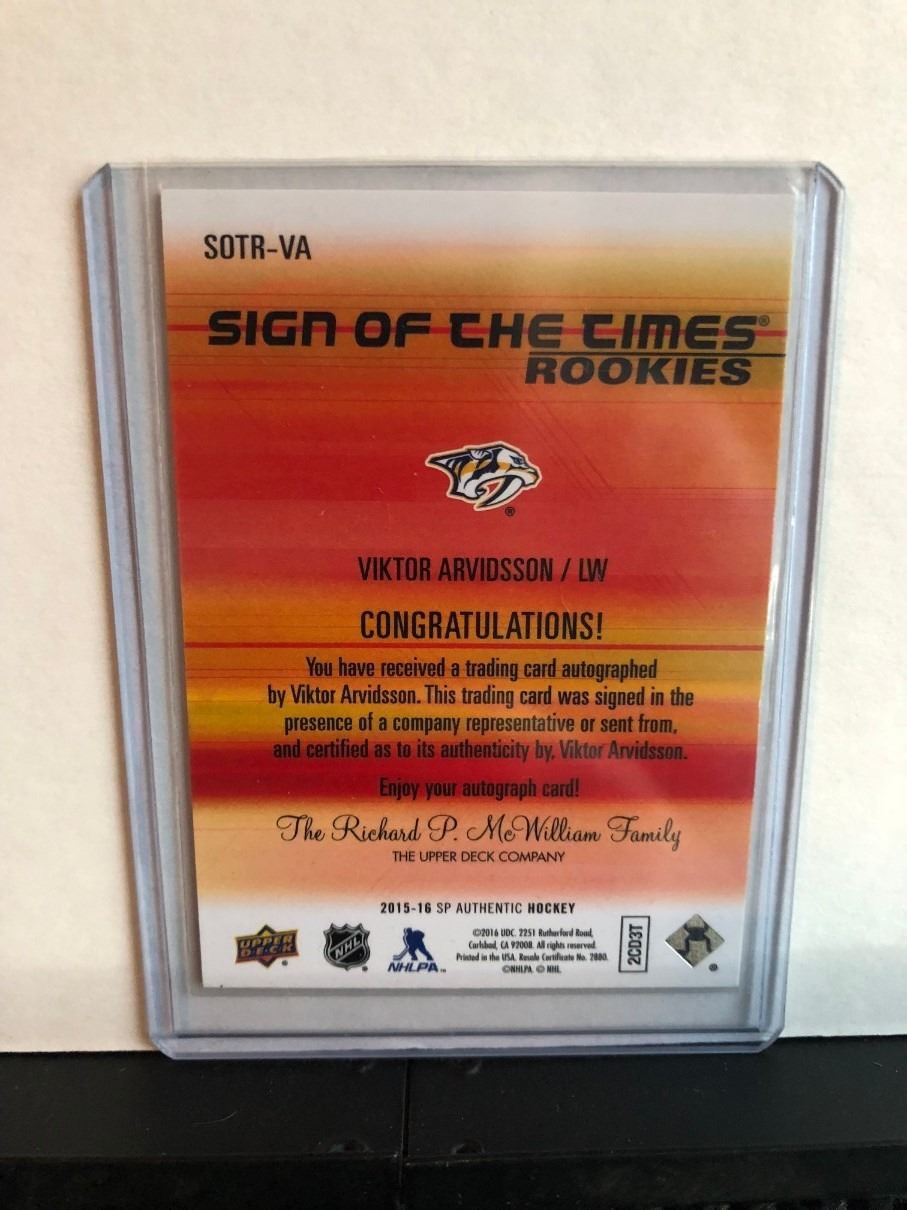 SOTR-VA
SIGN OF THE TIMES®
ROOKIES
®
VIKTOR ARVIDSSON / LW
CONGRATULATIONS!
You have received a trading card autographed
by Viktor Arvidsson. This trading card was signed in the
presence of a company representative or sent from,
and certified as to its authenticity by, Viktor Arvidsson.
Enjoy your autograph card!
The Richard P. McWilliam Family
THE UPPER DECK COMPANY
2015-16 SP AUTHENTIC HOCKEY
UPPER DECK ®
NHL ®
NHLPA ™
©2016 UDC. 2251 Rutherford Road,
Carlsbad, CA 92008. All rights reserved.
Printed in the USA. Resale Certificate No. 2880.
©NHLPA. © NHL
2CD3T
®